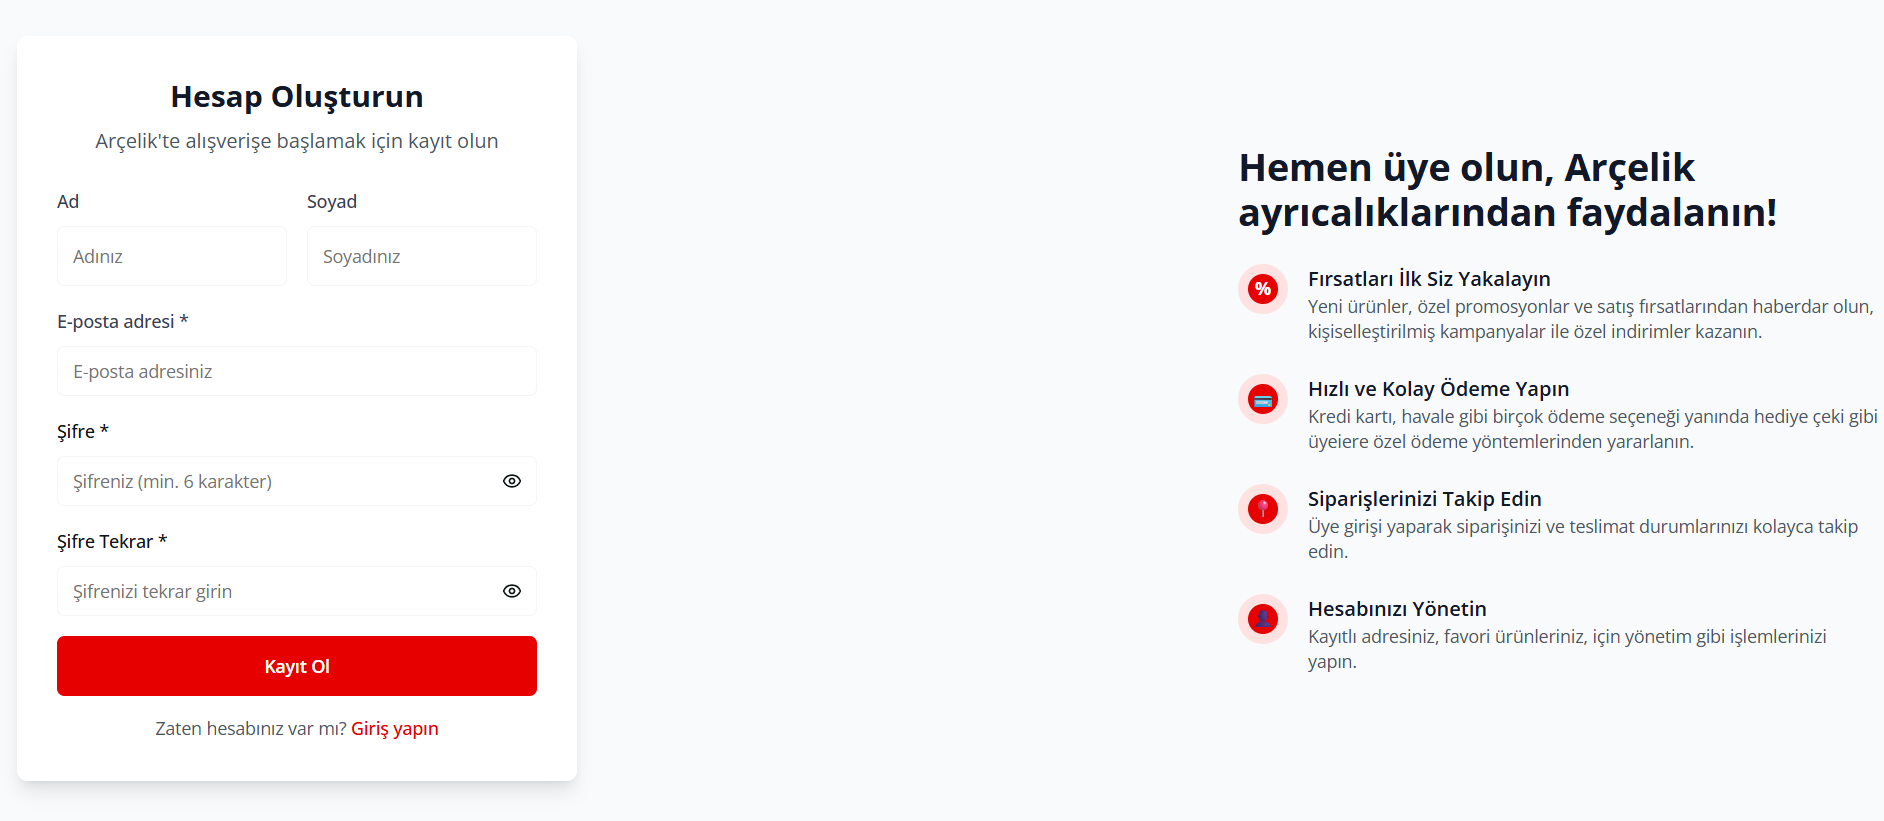 Hesap Oluşturun
Arçelik'te alışverişe başlamak için kayıt olun
Ad
Soyad
Adınız
Soyadınız
E-posta adresi *
E-posta adresiniz
Şifre *
Şifreniz (min. 6 karakter)
Şifre Tekrar *
Şifrenizi tekrar girin
Kayıt Ol
Zaten hesabınız var mı? Giriş yapın
Hemen üye olun, Arçelik
ayrıcalıklarından faydalanın!
%
Fırsatları İlk Siz Yakalayın
Yeni ürünler, özel promosyonlar ve satış fırsatlarından haberdar olun,
kişiselleştirilmiş kampanyalar ile özel indirimler kazanın.
Hızlı ve Kolay Ödeme Yapın
Kredi kartı, havale gibi birçok ödeme seçeneği yanında hediye çeki gibi
üyeiere özel ödeme yöntemlerinden yararlanın.
Siparişlerinizi Takip Edin
Üye girişi yaparak siparişinizi ve teslimat durumlarınızı kolayca takip
edin.
Hesabınızı Yönetin
Kayıtlı adresiniz, favori ürünleriniz, için yönetim gibi işlemlerinizi
yapın.